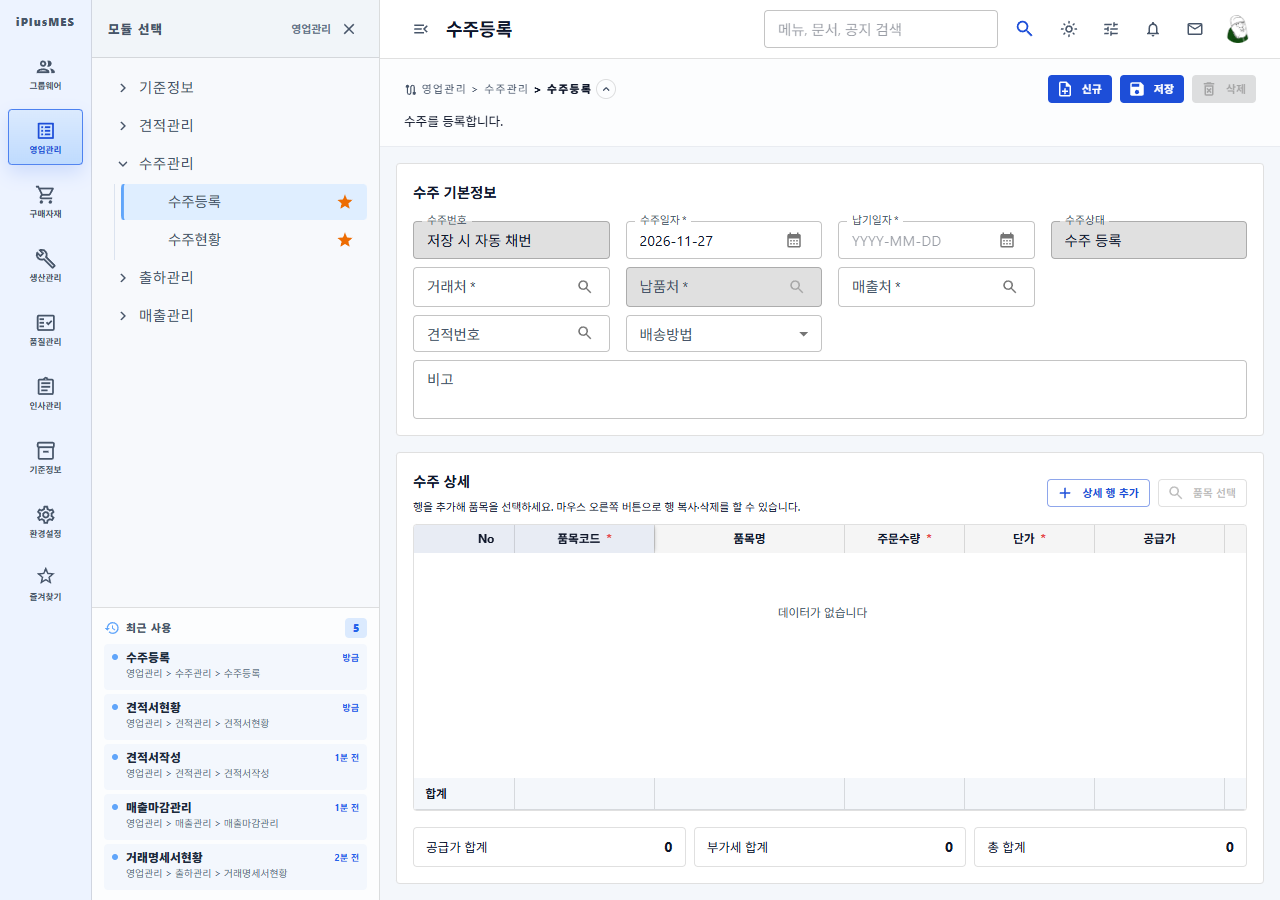 iPlusMES
그룹웨어
영업관리
구매자재
생산관리
품질관리
인사관리
기준정보
환경설정
즐겨찾기
모듈 선택
영업관리
기준정보
견적관리
수주관리
수주등록
수주현황
출하관리
매출관리
최근 사용
5
수주등록
방금
영업관리 > 수주관리 > 수주등록
견적서현황
방금
영업관리 > 견적관리 > 견적서현황
견적서작성
1분 전
영업관리 > 견적관리 > 견적서작성
매출마감관리
1분 전
영업관리 > 매출관리 > 매출마감관리
거래명세서현황
2분 전
영업관리 > 출하관리 > 거래명세서현황
수주등록
메뉴, 문서, 공지 검색
영업관리 > 수주관리 > 수주등록
신규
저장
삭제
수주를 등록합니다.
수주 기본정보
수주번호
저장 시 자동 채번
수주일자 *
2026-11-27
납기일자 *
YYYY-MM-DD
수주상태
수주 등록
거래처 *
납품처 *
매출처 *
견적번호
배송방법
비고
수주 상세
행을 추가해 품목을 선택하세요. 마우스 오른쪽 버튼으로 행 복사·삭제를 할 수 있습니다.
상세 행 추가
품목 선택
No
품목코드 *
품목명
주문수량 *
단가 *
공급가
데이터가 없습니다
합계
공급가 합계
0
부가세 합계
0
총 합계
0